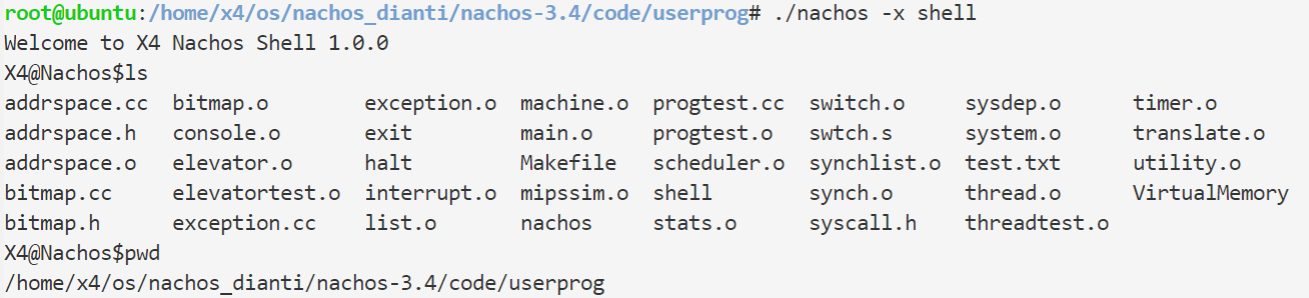 root@ubuntu:/home/x4/os/nachos_dianti/nachos-3.4/code/userprog# ./nachos -x shell
Welcome to X4 Nachos Shell 1.0.0
X4@Nachos$ls
addrspace.cc  bitmap.o       exception.o  machine.o  progtest.cc  switch.o     sysdep.o      timer.o
addrspace.h   console.o      exit         main.o     progtest.o   swtch.s      system.o      translate.o
addrspace.o   elevator.o     halt         Makefile   scheduler.o  synchlist.o  test.txt      utility.o
bitmap.cc     elevatortest.o  interrupt.o  mipssim.o  shell        synch.o      thread.o      VirtualMemory
bitmap.h      exception.cc   list.o       nachos     stats.o      syscall.h    threadtest.o
X4@Nachos$pwd
/home/x4/os/nachos_dianti/nachos-3.4/code/userprog